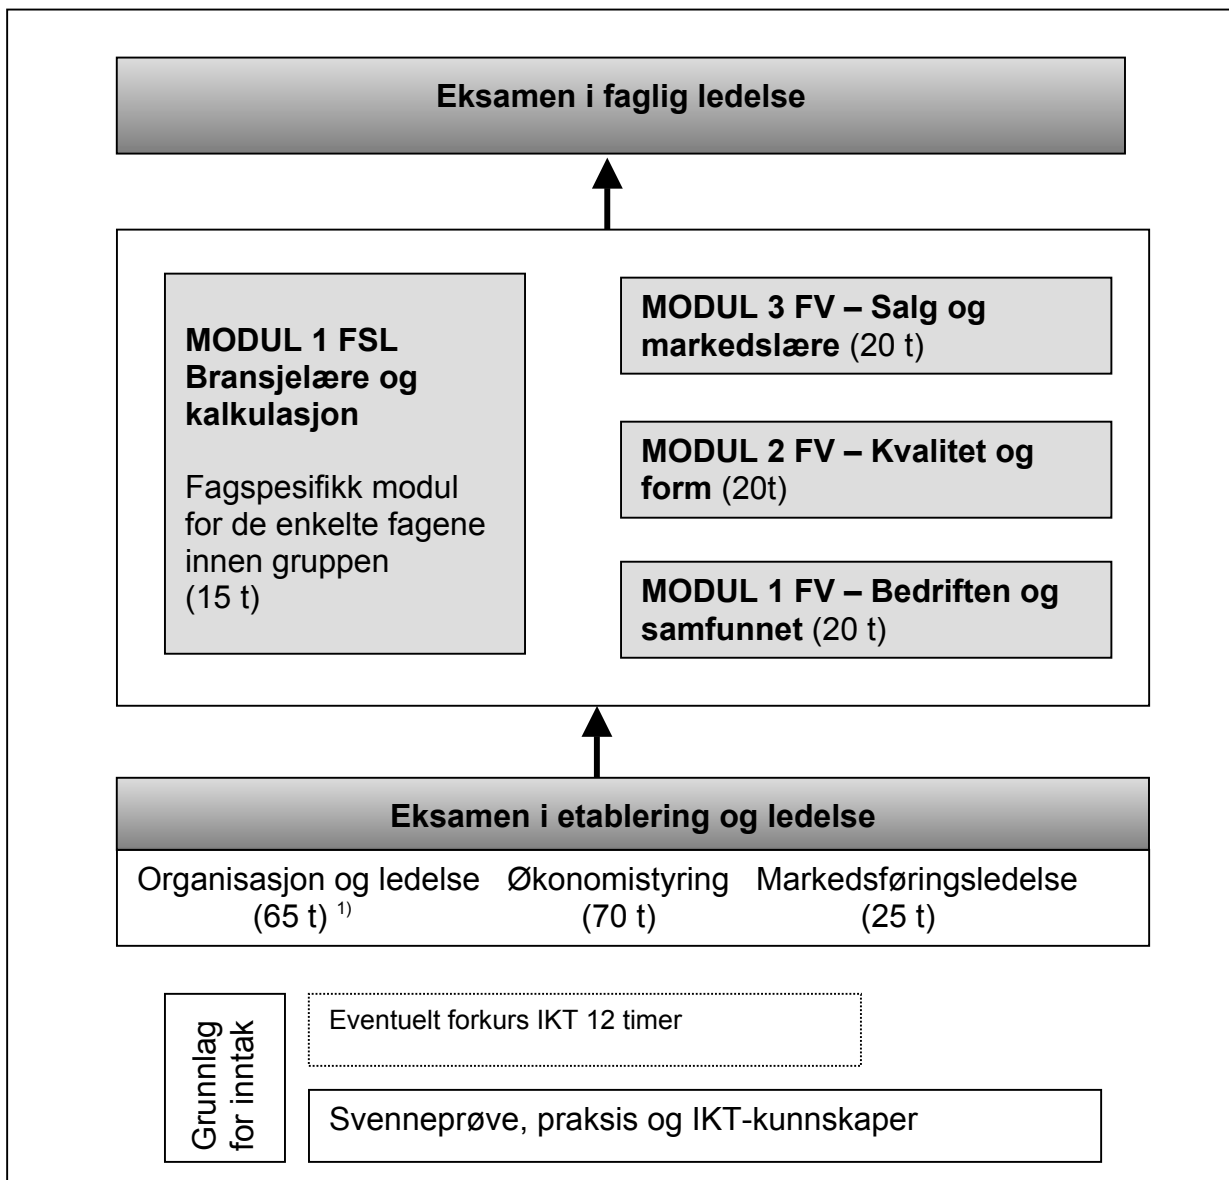 Eksamen i faglig ledelse
MODUL 1 FSL
Bransjelære og
kalkulasjon
Fagspesifikk modul
for de enkelte fagene
innen gruppen
(15 t)
MODUL 3 FV – Salg og
markedslære (20 t)
MODUL 2 FV – Kvalitet og
form (20t)
MODUL 1 FV – Bedriften og
samfunnet (20 t)
Eksamen i etablering og ledelse
Organisasjon og ledelse
(65 t) 1)
Økonomistyring
(70 t)
Markedsføringsledelse
(25 t)
Grunnlag
for inntak
Eventuelt forkurs IKT 12 timer
Svenneprøve, praksis og IKT-kunnskaper